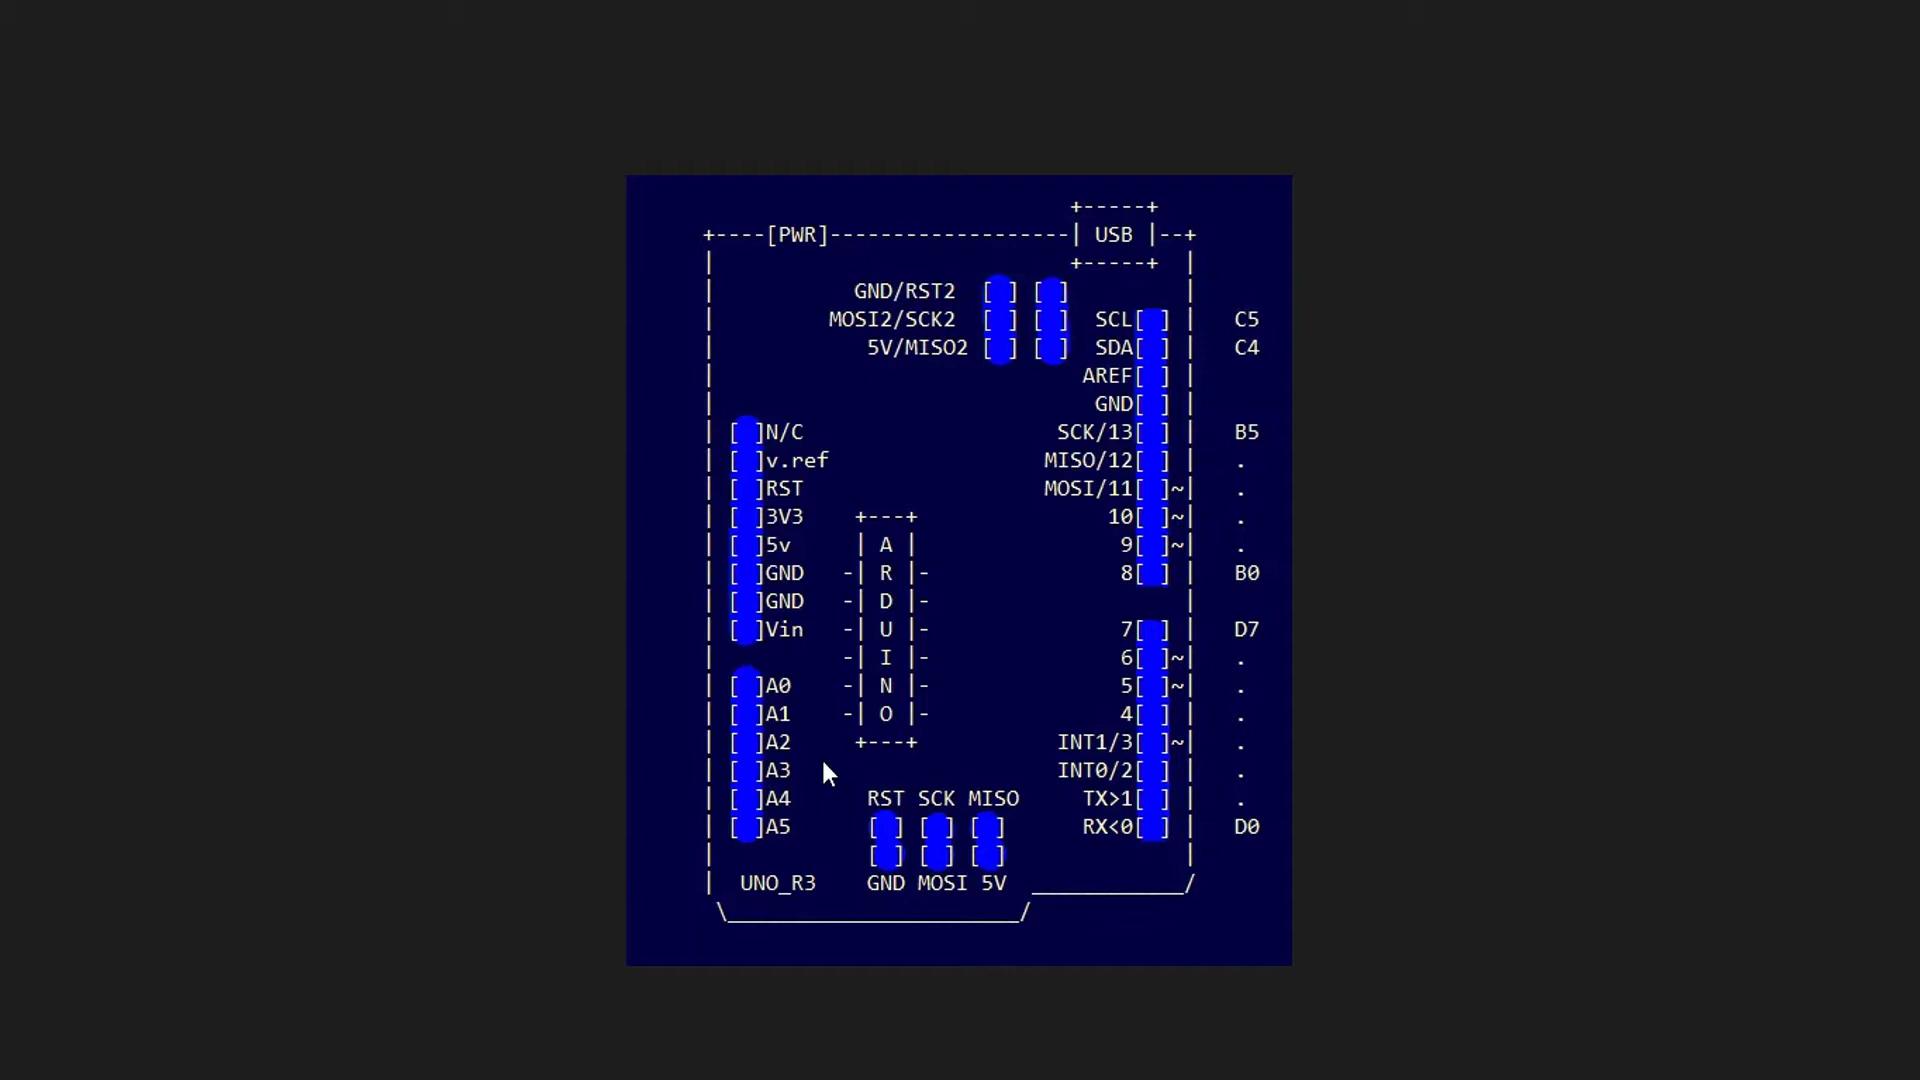 +-----+
+----[PWR]-------------------| USB |--+
|                            +-----+  |
|           GND/RST2  [ ] [ ]         |
|         MOSI2/SCK2  [ ] [ ]  SCL[ ] |   C5
|            5V/MISO2 [ ] [ ]  SDA[ ] |   C4
|                             AREF[ ] |
|                              GND[ ] |
| [ ]N/C                    SCK/13[ ] |   B5
| [ ]v.ref                 MISO/12[ ] |   .
| [ ]RST                   MOSI/11[ ]~|   .
| [ ]3V3    +---+               10[ ]~|   .
| [ ]5v     | A |                9[ ]~|   .
| [ ]GND   -| R |-               8[ ] |   B0
| [ ]GND   -| D |-                    |
| [ ]Vin   -| U |-               7[ ] |   D7
|          -| I |-               6[ ]~|   .
| [ ]A0    -| N |-               5[ ]~|   .
| [ ]A1    -| O |-               4[ ] |   .
| [ ]A2     +---+           INT1/3[ ]~|   .
| [ ]A3                     INT0/2[ ] |   .
| [ ]A4      RST SCK MISO     TX>1[ ] |   .
| [ ]A5      [ ] [ ] [ ]      RX<0[ ] |   D0
|            [ ] [ ] [ ]              |
|  UNO_R3    GND MOSI 5V  ____________/
 \_______________________/